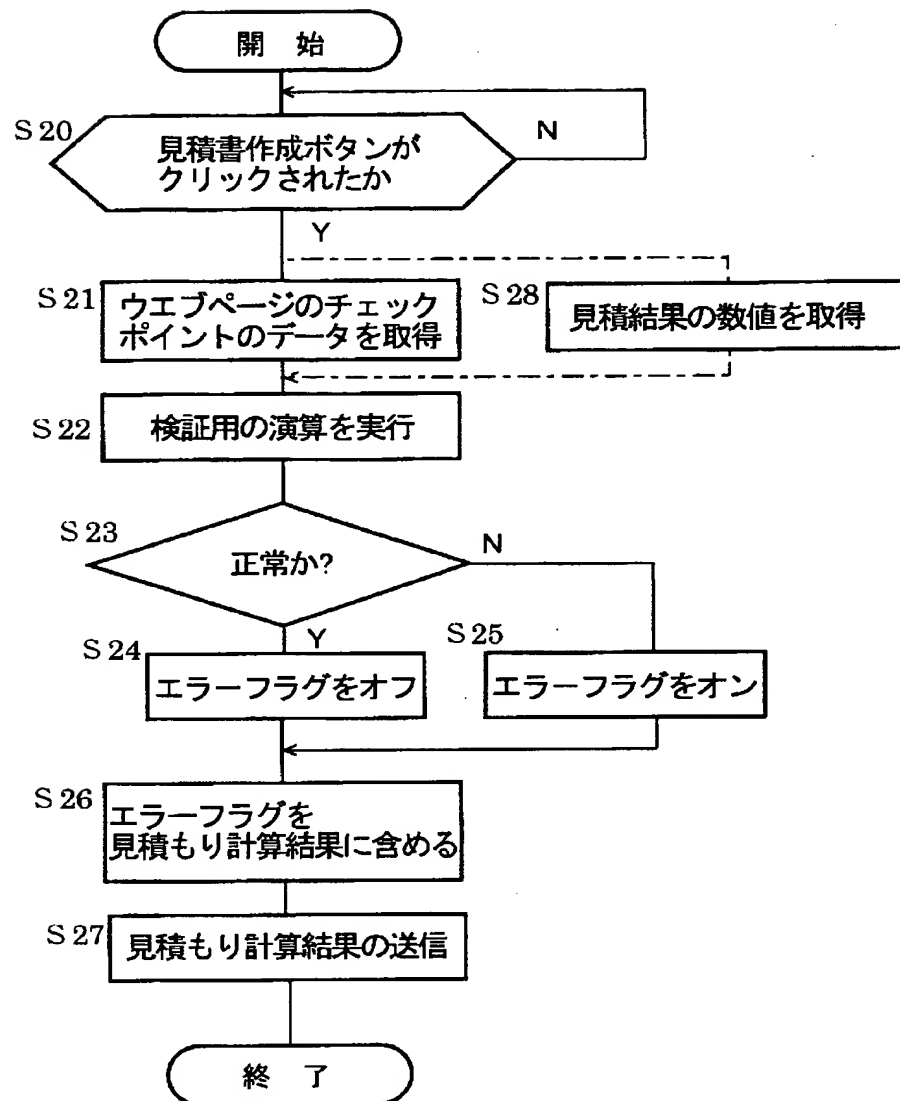 開 始
S20
見積書作成ボタンが
クリックされたか
N
Y
S21
ウエブページのチェック
ポイントのデータを取得
S28
見積結果の数値を取得
S22
検証用の演算を実行
S23
正常か?
N
Y
S24
エラーフラグをオフ
S25
エラーフラグをオン
S26
エラーフラグを
見積もり計算結果に含める
S27
見積もり計算結果の送信
終 了